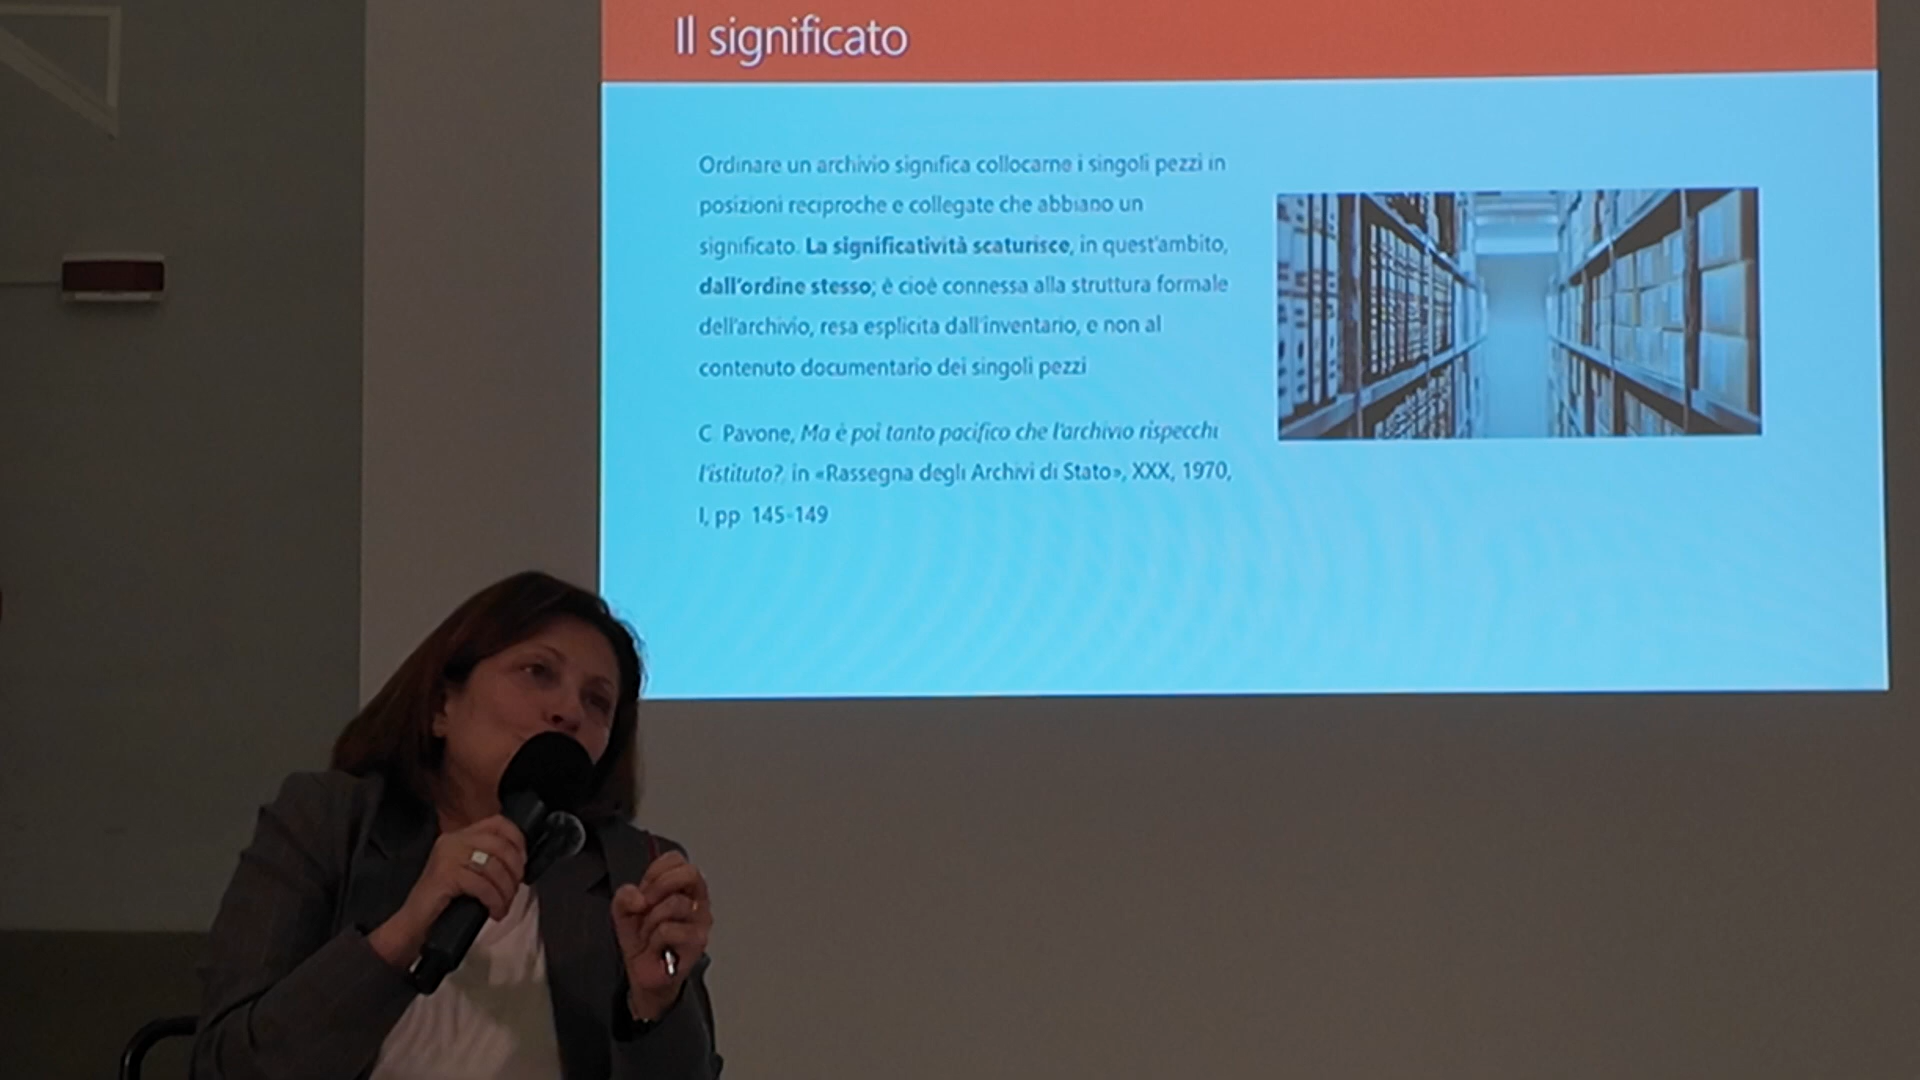 Il significato
Ordinare un archivio significa collocarne i singoli pezzi in
posizioni reciproche e collegate che abbiano un
significato. La significatività scaturisce, in quest'ambito,
dall'ordine stesso; è cioè connessa alla struttura formale
dell'archivio, resa esplicita dall'inventario, e non al
contenuto documentario dei singoli pezzi
C. Pavone, Ma è poi tanto pacifico che l'archivio rispecchi
l'istituto?, in «Rassegna degli Archivi di Stato», XXX, 1970,
I, pp. 145-149